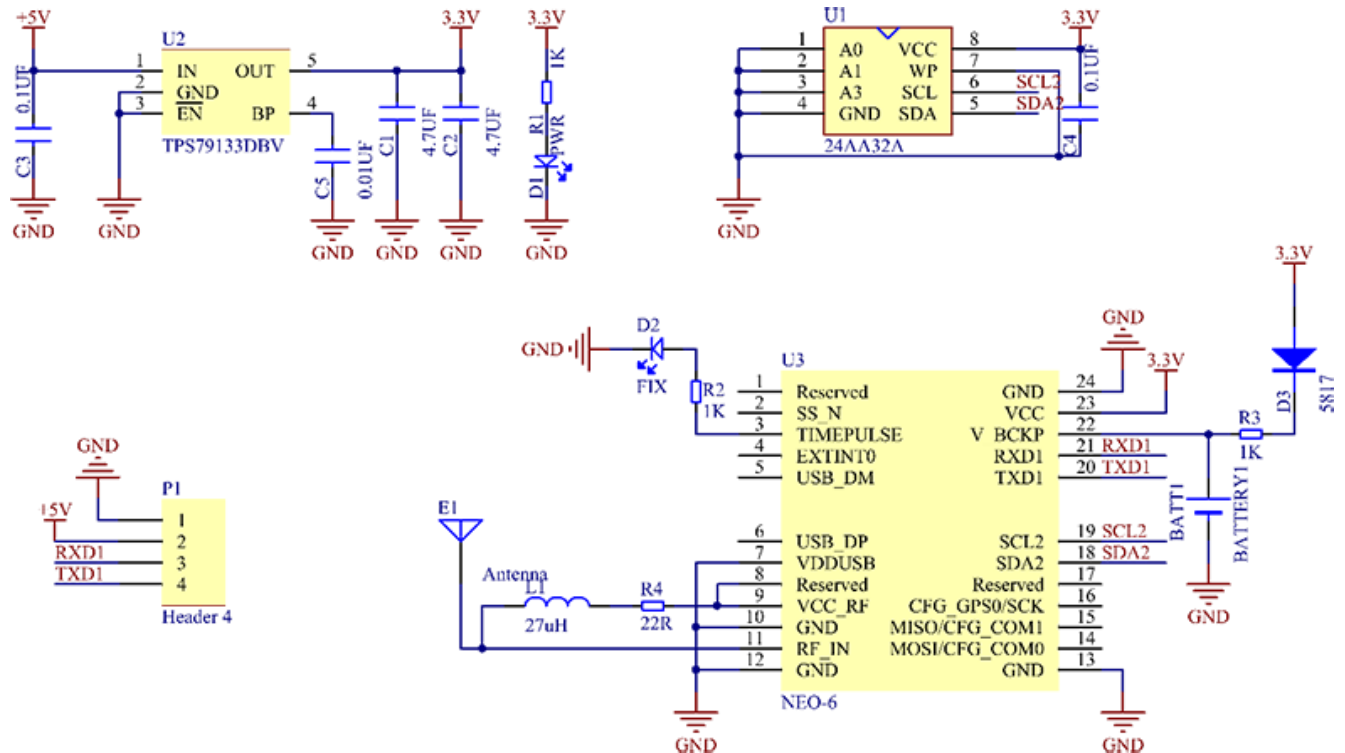 +5V
0.1UF
C3
GND
U2
1 IN OUT 5
2 GND
3 EN BP 4
TPS79133DBV
GND
C5
0.01UF
GND
C1
4.7UF
GND
3.3V
C2
4.7UF
GND
3.3V
1K
R1
PWR
D1
GND
U1
1 A0 VCC 8
2 A1 WP 7
3 A3 SCL 6 SCL2
4 GND SDA 5 SDA2
24AA32A
GND
3.3V
0.1UF
C4
GND
D2
FIX
R2
1K
U3
1 Reserved
2 SS_N
3 TIMEPULSE
4 EXTINT0
5 USB_DM
6 USB_DP
7 VDDUSB
8 Reserved
9 VCC_RF
10 GND
11 RF_IN
12 GND
GND 24
VCC 23
V_BCKP 22
RXD1 21 RXD1
TXD1 20 TXD1
SCL2 19 SCL2
SDA2 18 SDA2
Reserved 17
CFG_GPS0/SCK 16
MISO/CFG_COM1 15
MOSI/CFG_COM0 14
GND 13
NEO-6
GND
GND
GND
3.3V
3.3V
D3
5817
R3
1K
BATT1
BATTERY1
GND
GND
+5V
RXD1
TXD1
P1
1
2
3
4
Header 4
E1
Antenna
L1
27uH
R4
22R